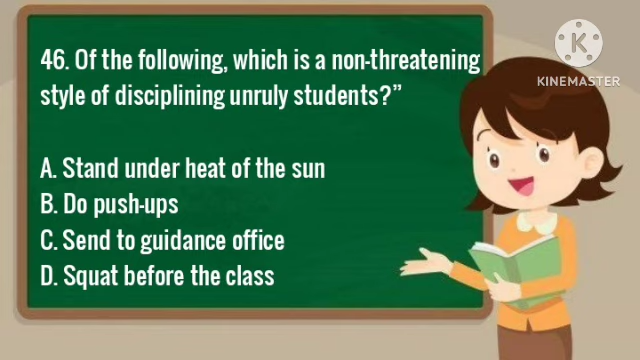 46. Of the following, which is a non-threatening
style of disciplining unruly students?”
A. Stand under heat of the sun
B. Do push-ups
C. Send to guidance office
D. Squat before the class
K
KINEMASTER